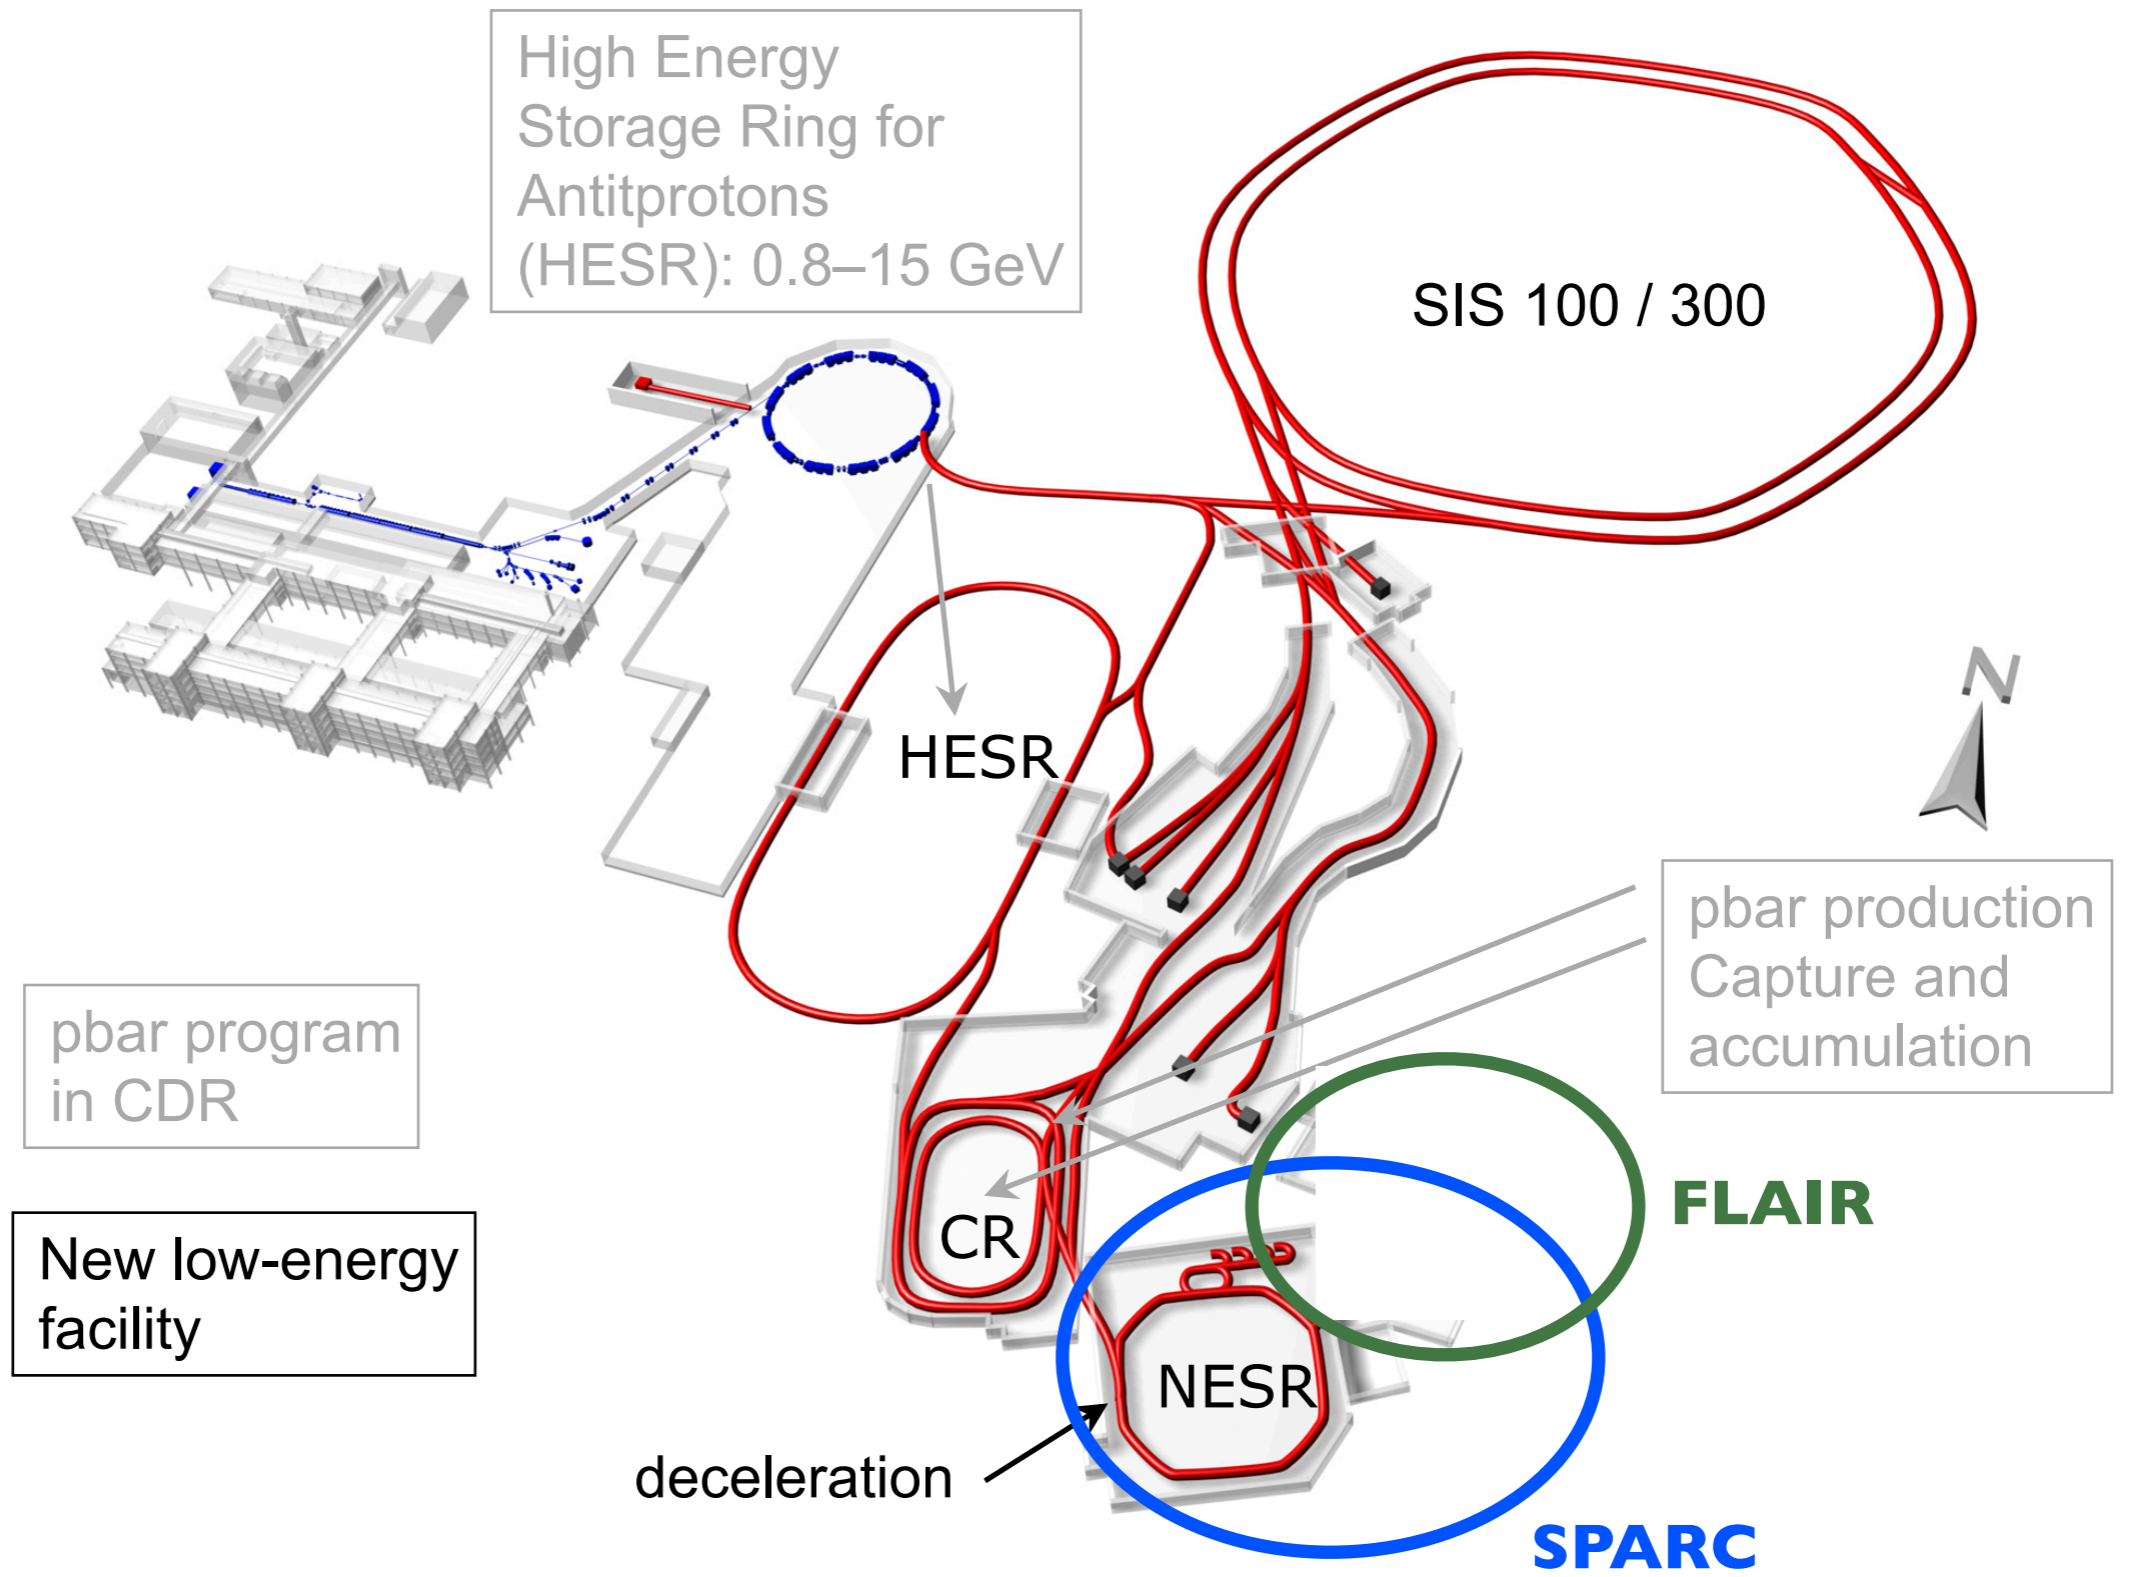 High Energy
Storage Ring for
Antitprotons
(HESR): 0.8–15 GeV
SIS 100 / 300
N
HESR
pbar production
Capture and
accumulation
pbar program
in CDR
FLAIR
New low-energy
facility
CR
NESR
deceleration
SPARC